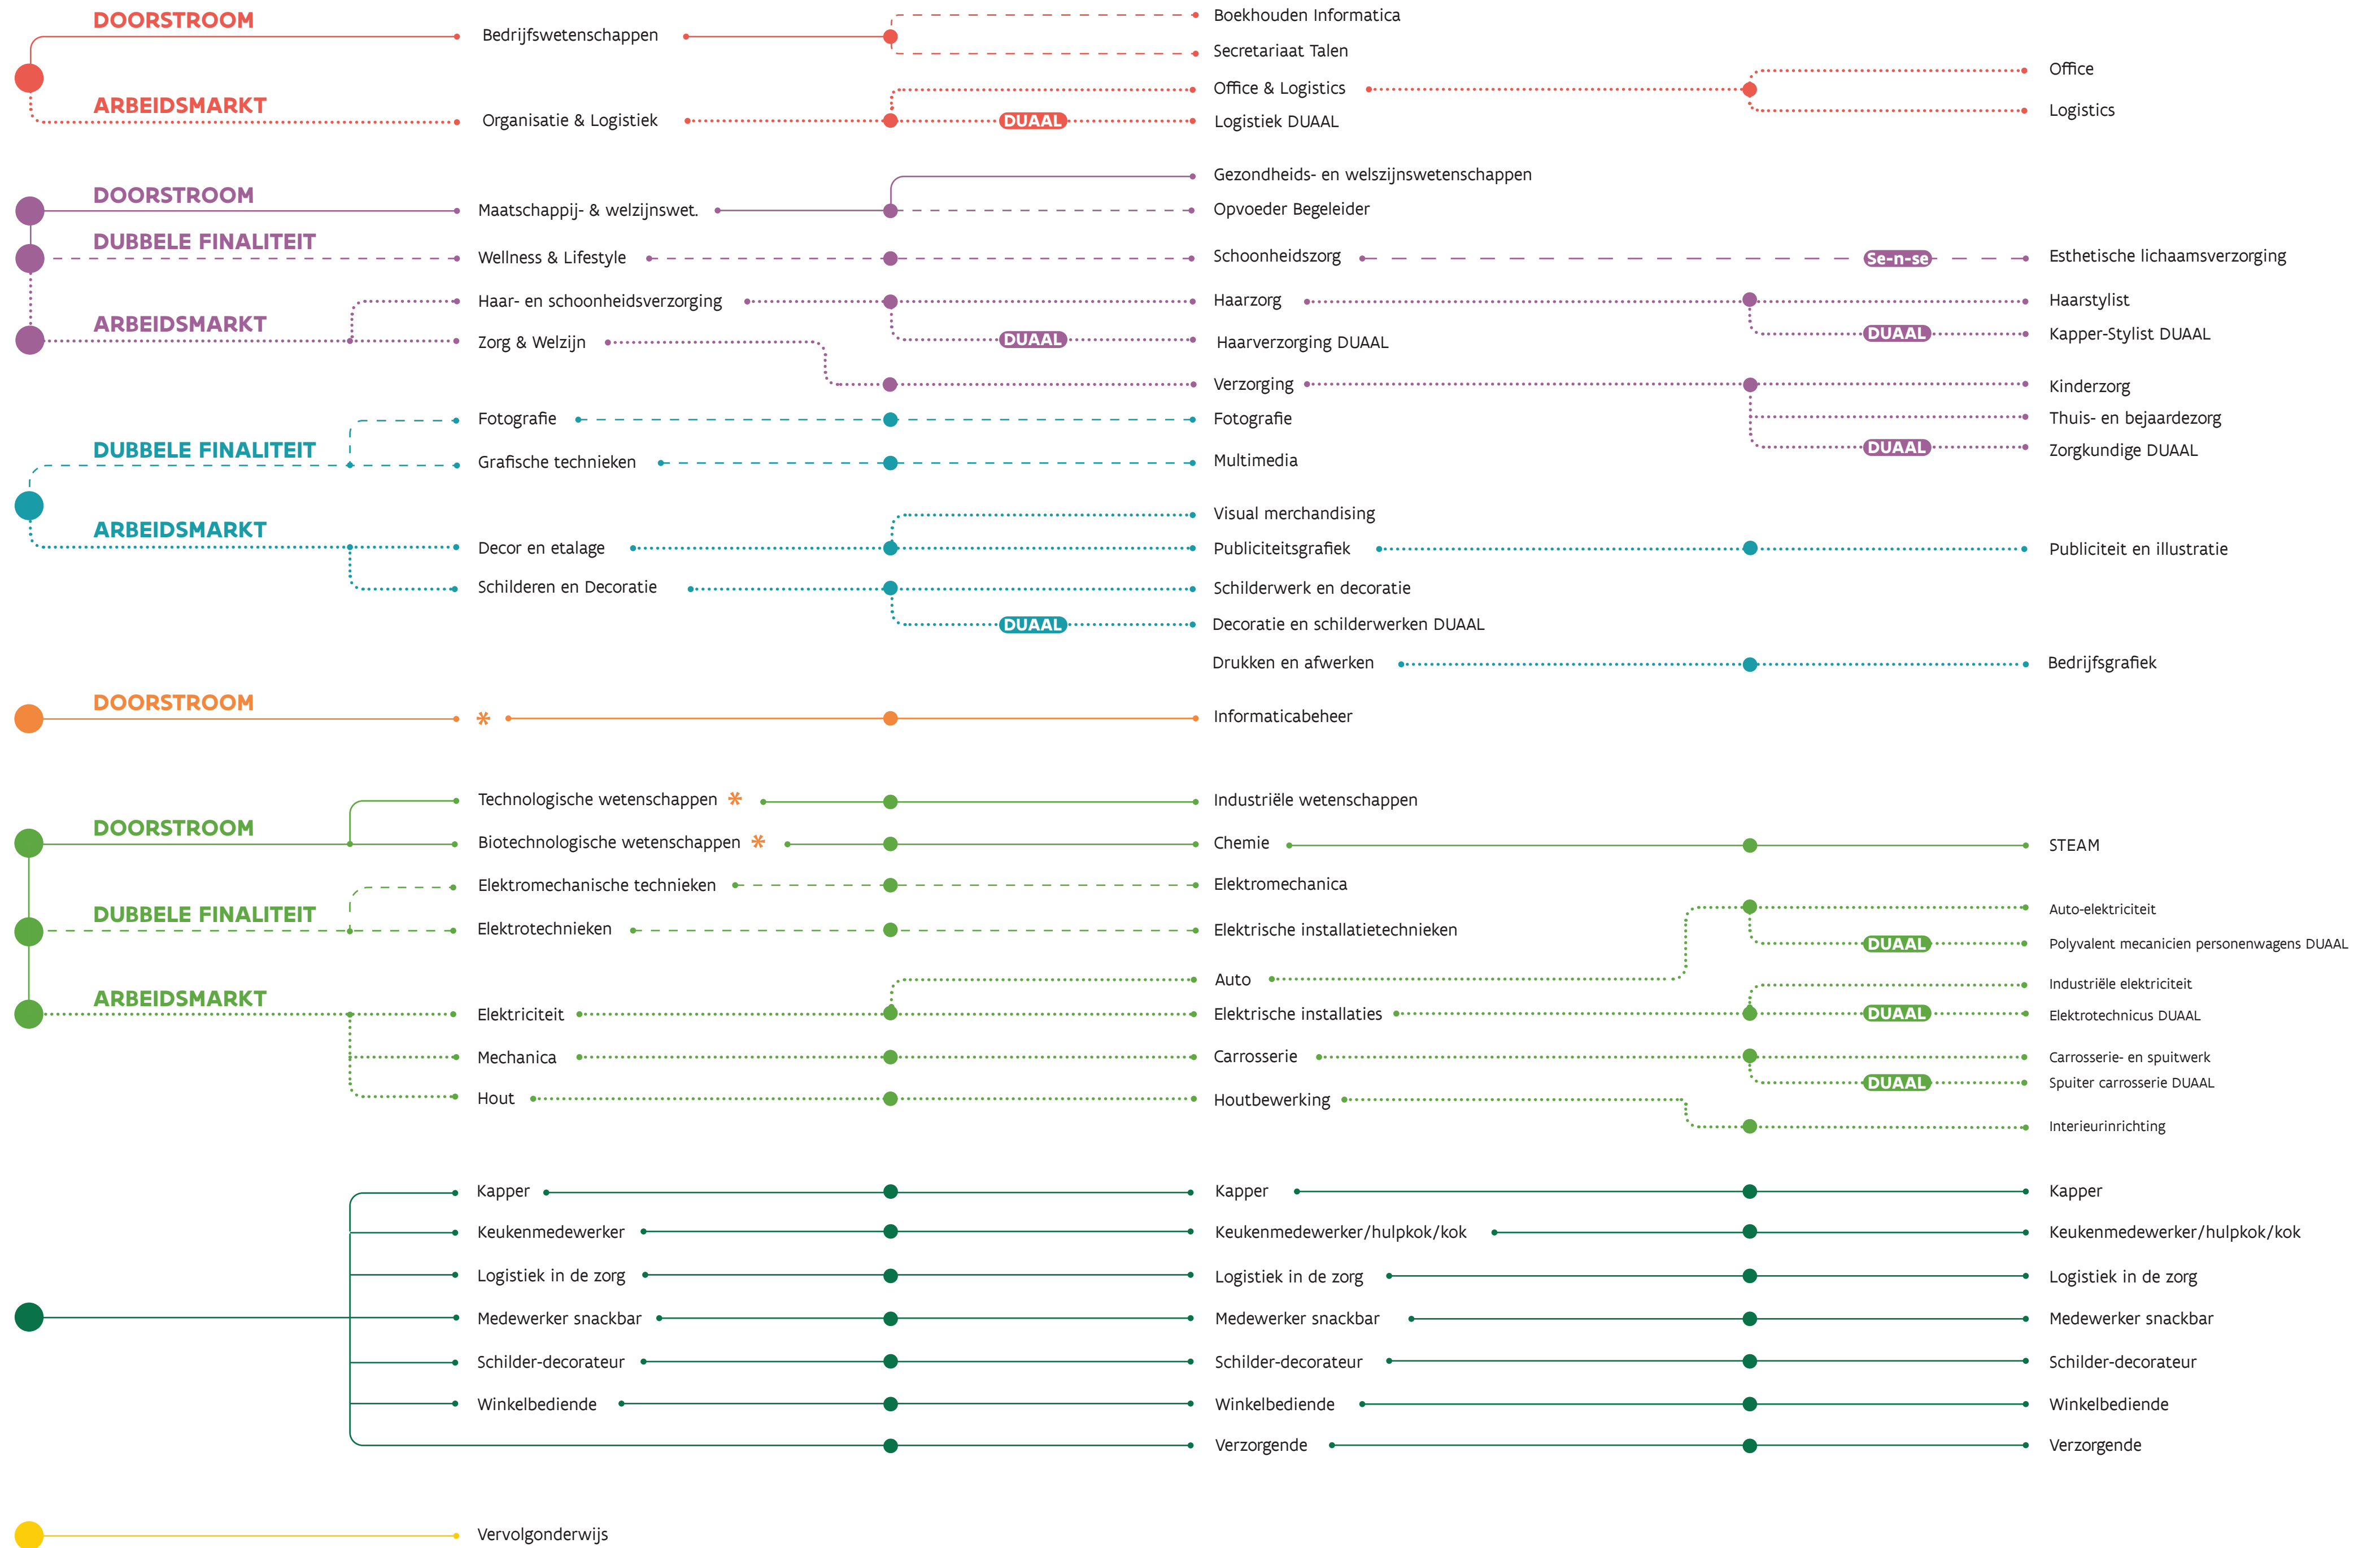 DOORSTROOM
Bedrijfswetenschappen
Boekhouden Informatica
Secretariaat Talen
ARBEIDSMARKT
Organisatie & Logistiek
Office & Logistics
Office
Logistics
DUAAL
Logistiek DUAAL
DOORSTROOM
Maatschappij- & welzijnswet.
Gezondheids- en welszijnswetenschappen
Opvoeder Begeleider
DUBBELE FINALITEIT
Wellness & Lifestyle
Schoonheidszorg
Se-n-se
Esthetische lichaamsverzorging
ARBEIDSMARKT
Haar- en schoonheidsverzorging
Haarzorg
Haarstylist
DUAAL
Kapper-Stylist DUAAL
Zorg & Welzijn
DUAAL
Haarverzorging DUAAL
Verzorging
Kinderzorg
Thuis- en bejaardezorg
DUAAL
Zorgkundige DUAAL
DUBBELE FINALITEIT
Fotografie
Fotografie
Grafische technieken
Multimedia
ARBEIDSMARKT
Decor en etalage
Visual merchandising
Publiciteitsgrafiek
Publiciteit en illustratie
Schilderen en Decoratie
Schilderwerk en decoratie
DUAAL
Decoratie en schilderwerken DUAAL
Drukken en afwerken
Bedrijfsgrafiek
DOORSTROOM
*
Informaticabeheer
DOORSTROOM
Technologische wetenschappen *
Industriële wetenschappen
Biotechnologische wetenschappen *
Chemie
STEAM
DUBBELE FINALITEIT
Elektromechanische technieken
Elektromechanica
Elektrotechnieken
Elektrische installatietechnieken
ARBEIDSMARKT
Auto
Auto-elektriciteit
DUAAL
Polyvalent mecanicien personenwagens DUAAL
Elektriciteit
Elektrische installaties
Industriële elektriciteit
DUAAL
Elektrotechnicus DUAAL
Mechanica
Carrosserie
Carrosserie- en spuitwerk
DUAAL
Spuiter carrosserie DUAAL
Hout
Houtbewerking
Interieurinrichting
Kapper
Kapper
Kapper
Keukenmedewerker
Keukenmedewerker/hulpkok/kok
Keukenmedewerker/hulpkok/kok
Logistiek in de zorg
Logistiek in de zorg
Logistiek in de zorg
Medewerker snackbar
Medewerker snackbar
Medewerker snackbar
Schilder-decorateur
Schilder-decorateur
Schilder-decorateur
Winkelbediende
Winkelbediende
Winkelbediende
Verzorgende
Verzorgende
Vervolgonderwijs